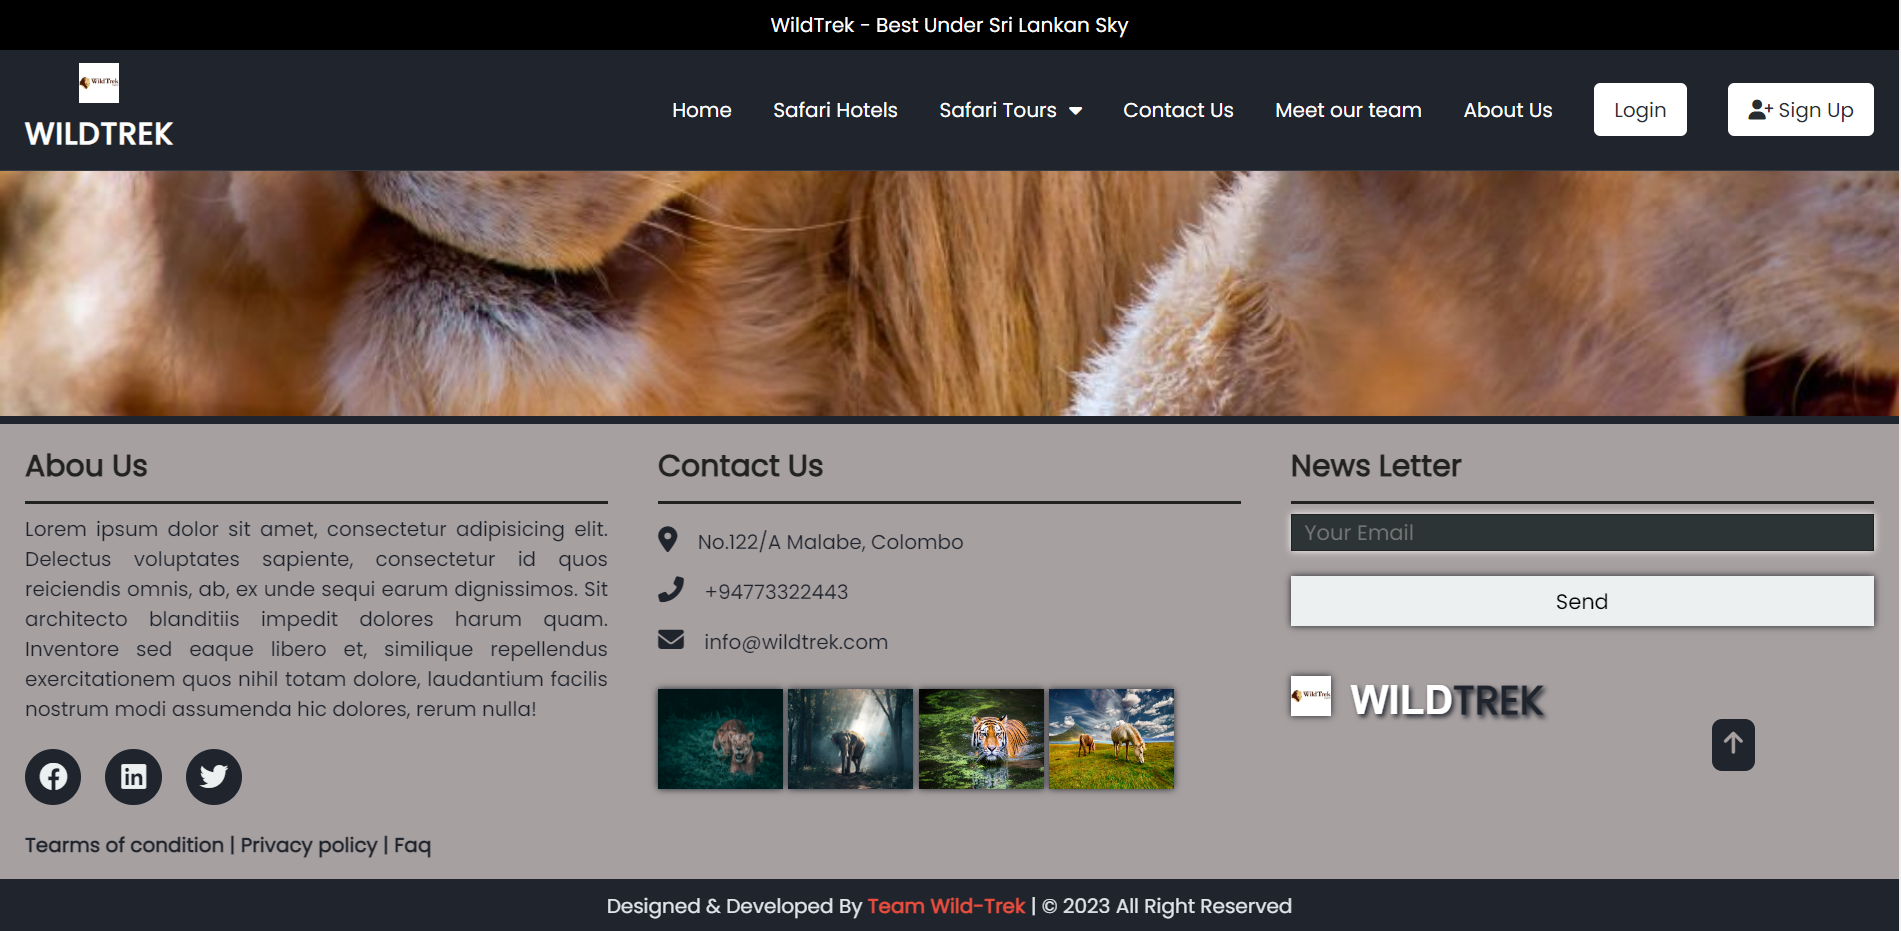 WildTrek - Best Under Sri Lankan Sky
WildTrek
WILDTREK
Home Safari Hotels Safari Tours Contact Us Meet our team About Us Login Sign Up
Abou Us
Lorem ipsum dolor sit amet, consectetur adipisicing elit.
Delectus voluptates sapiente, consectetur id quos
reiciendis omnis, ab, ex unde sequi earum dignissimos. Sit
architecto blanditiis impedit dolores harum quam.
Inventore sed eaque libero et, similique repellendus
exercitationem quos nihil totam dolore, laudantium facilis
nostrum modi assumenda hic dolores, rerum nulla!
Tearms of condition | Privacy policy | Faq
Contact Us
No.122/A Malabe, Colombo
+94773322443
info@wildtrek.com
News Letter
Your Email
Send
WildTrek
WILDTREK
Designed & Developed By Team Wild-Trek | © 2023 All Right Reserved